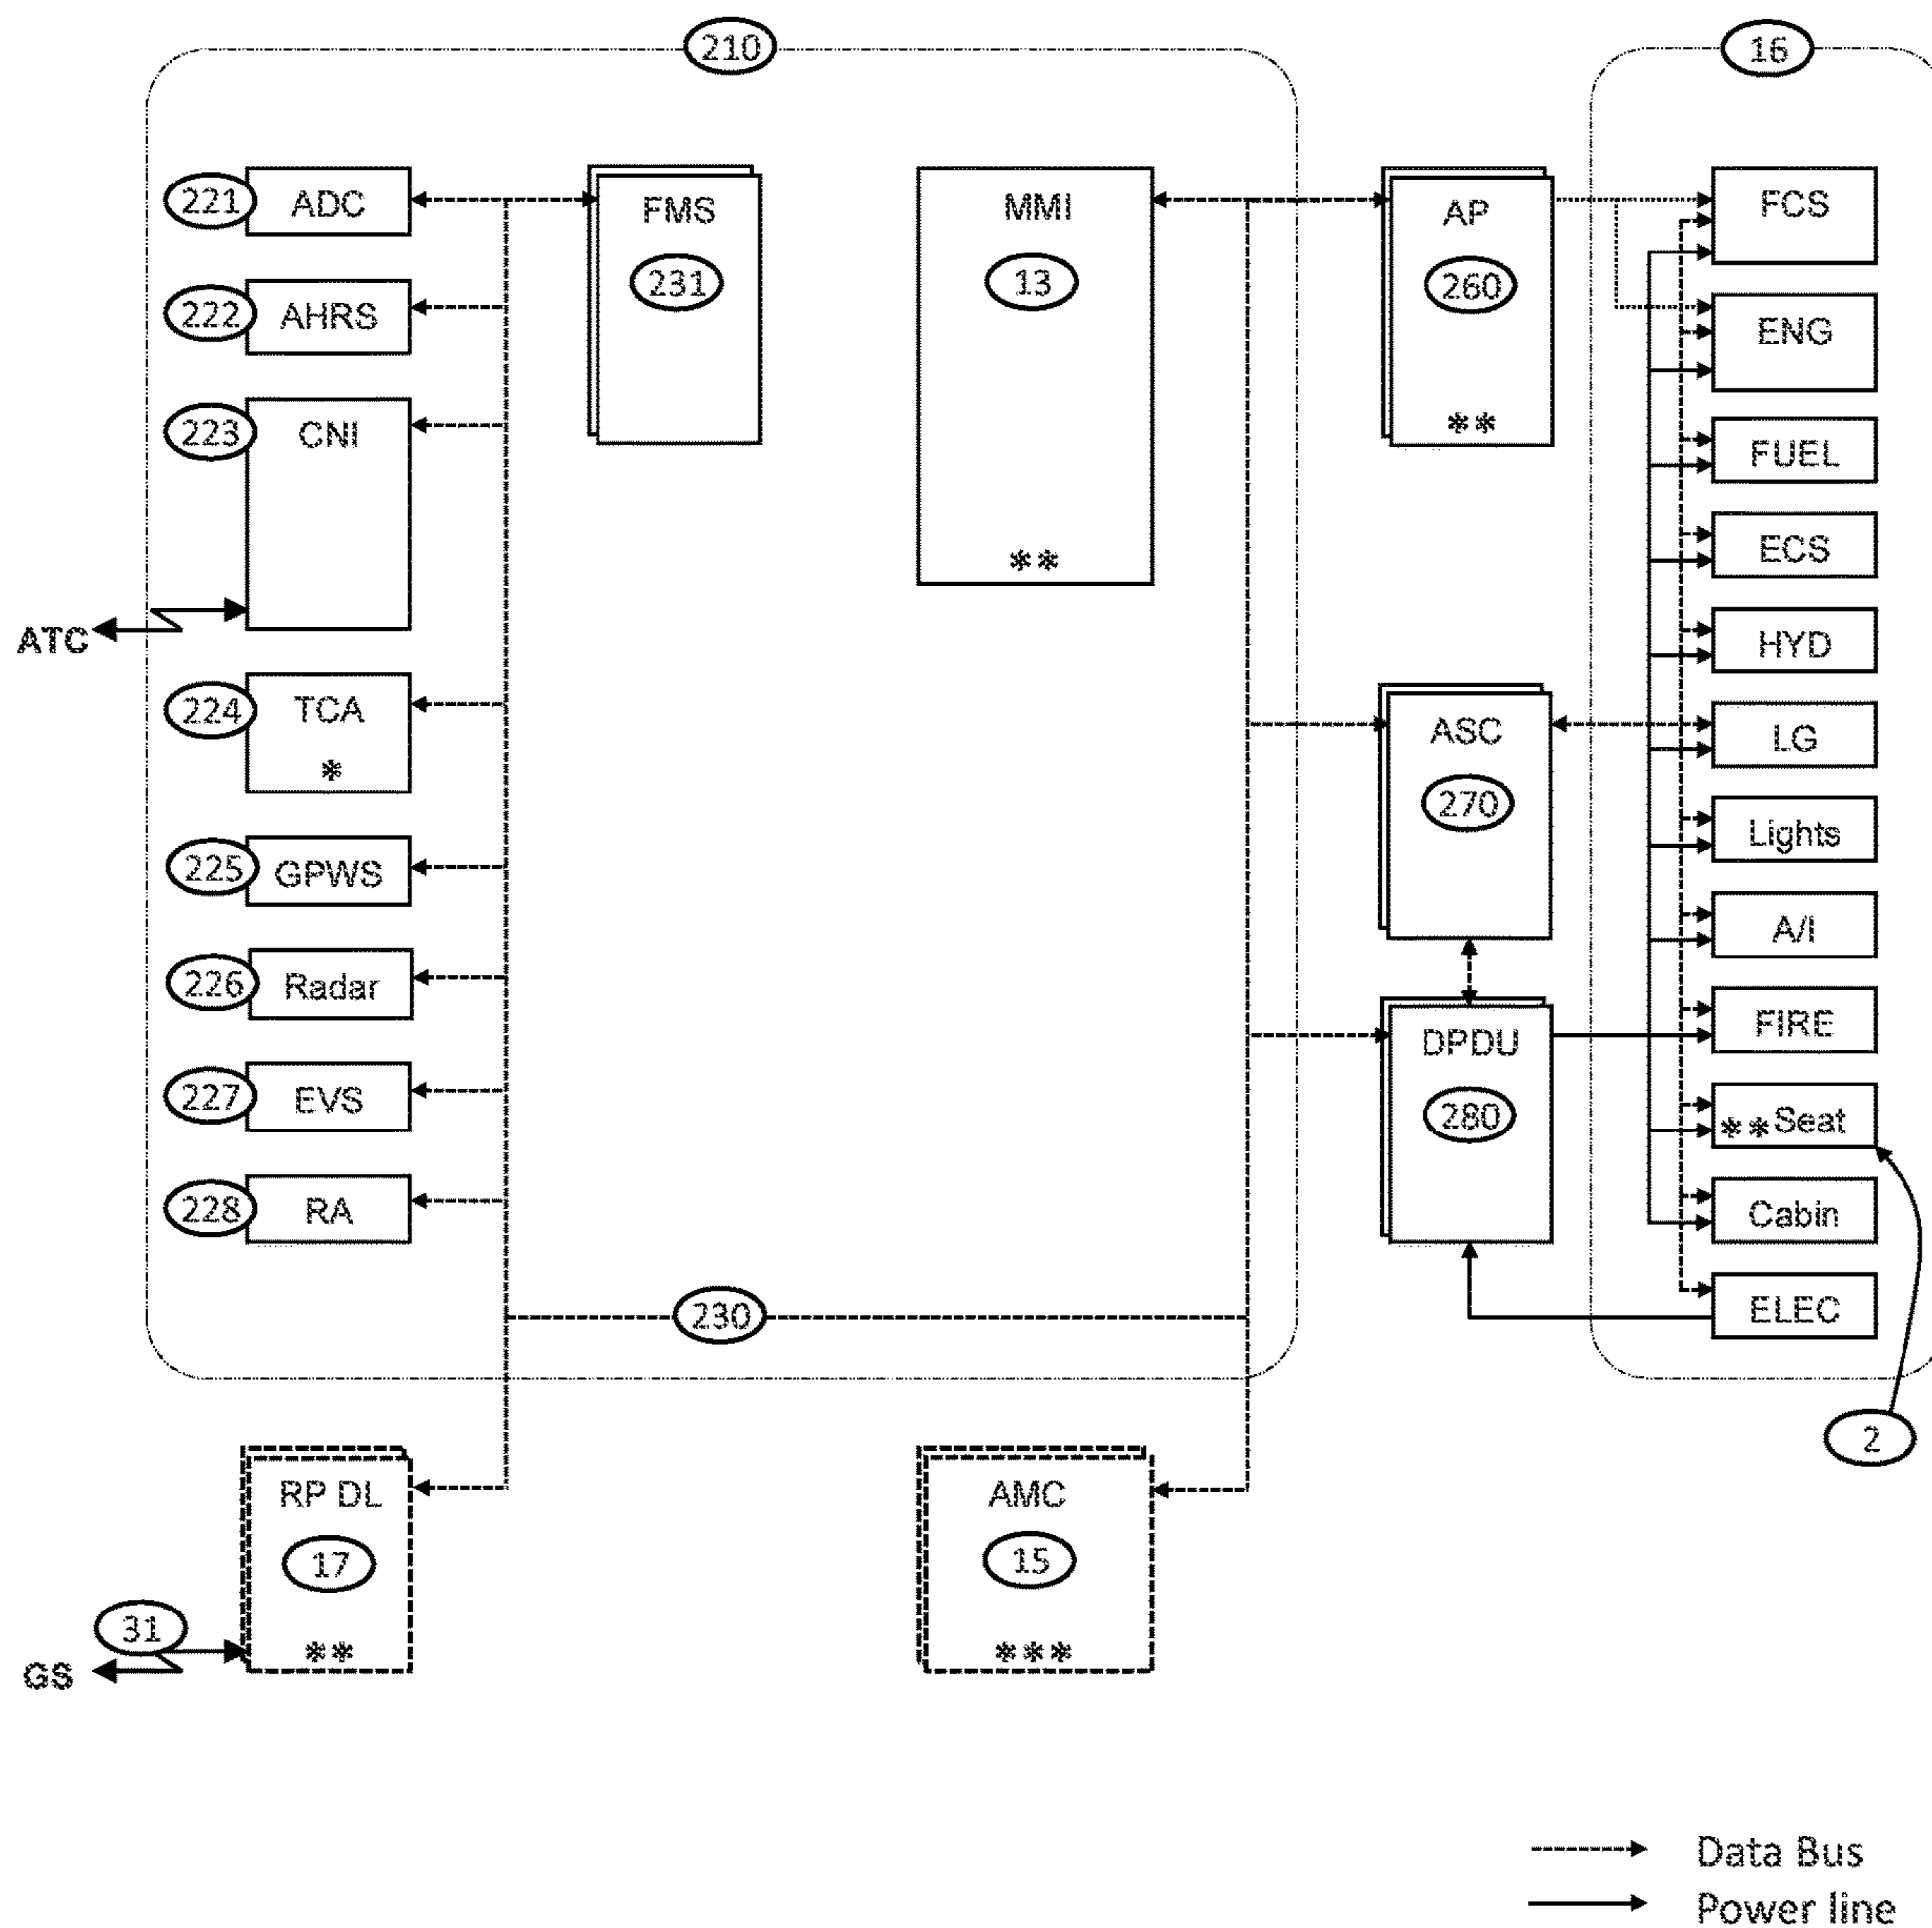 210
16
221 ADC
FMS
231
MMI
13
**
AP
260
**
FCS
222 AHRS
ENG
223 CNI
FUEL
ECS
ATC
HYD
224 TCA
*
ASC
270
LG
Lights
225 GPWS
A/I
226 Radar
DPDU
280
FIRE
227 EVS
**Seat
228 RA
Cabin
230
ELEC
2
RP DL
17
**
AMC
15
***
31
GS
Data Bus
Power line